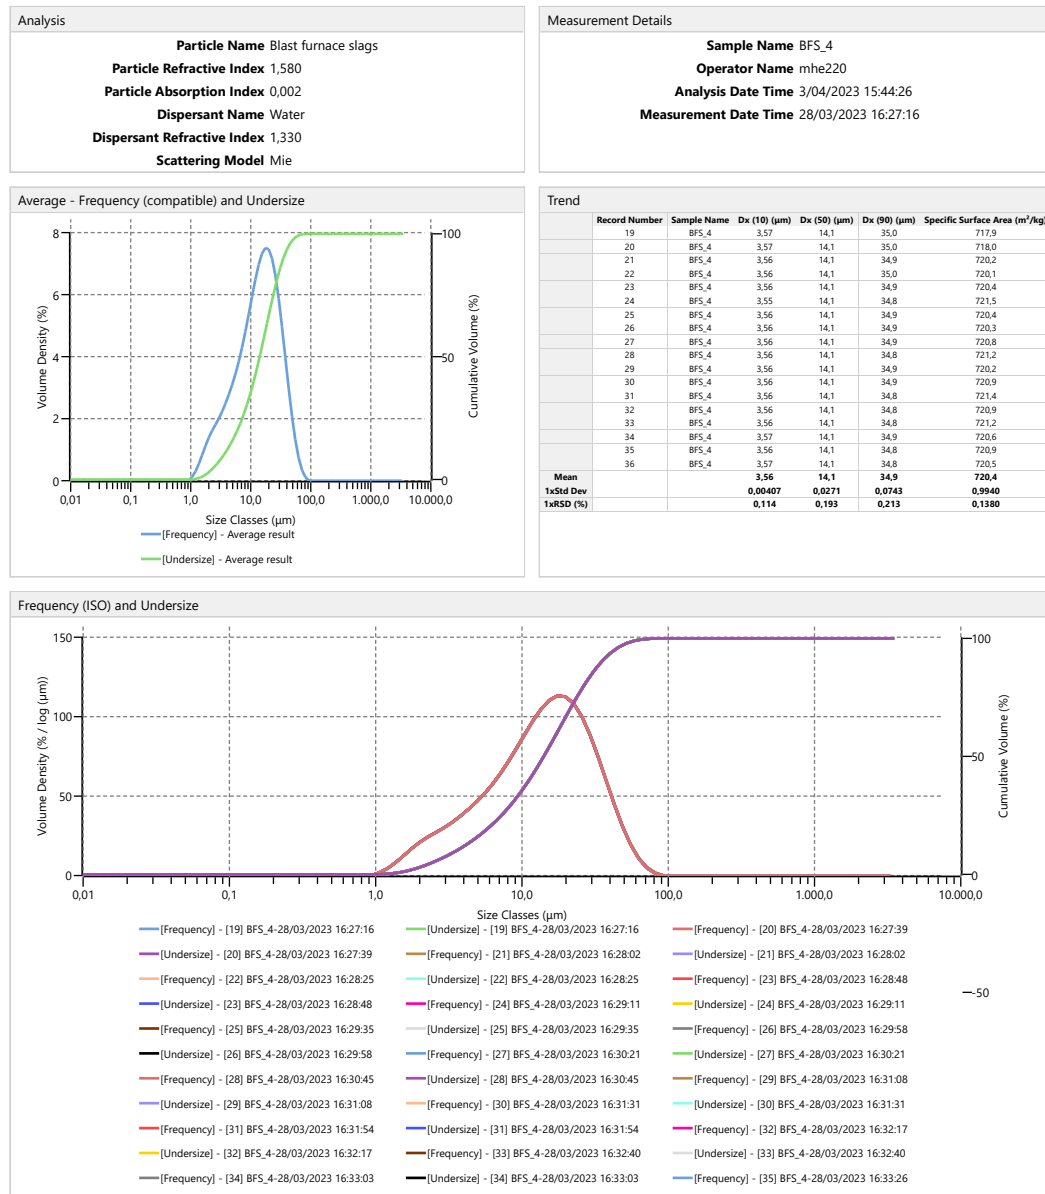 Analysis
Particle Name Blast furnace slags
Particle Refractive Index 1,580
Particle Absorption Index 0,002
Dispersant Name Water
Dispersant Refractive Index 1,330
Scattering Model Mie
Measurement Details
Sample Name BFS_4
Operator Name mhe220
Analysis Date Time 3/04/2023 15:44:26
Measurement Date Time 28/03/2023 16:27:16
Average - Frequency (compatible) and Undersize
Volume Density (%)
8
6
4
2
0
100
50
0
Cumulative Volume (%)
0,01 0,1 1,0 10,0 100,0 1.000,0 10.000,0
Size Classes (μm)
[Frequency] - Average result
[Undersize] - Average result
Trend
Record Number Sample Name Dx (10) (μm) Dx (50) (μm) Dx (90) (μm) Specific Surface Area (m²/kg)
19 BFS_4 3,57 14,1 35,0 717,9
20 BFS_4 3,57 14,1 35,0 718,0
21 BFS_4 3,56 14,1 34,9 720,2
22 BFS_4 3,56 14,1 35,0 720,1
23 BFS_4 3,56 14,1 34,9 720,4
24 BFS_4 3,55 14,1 34,8 721,5
25 BFS_4 3,56 14,1 34,9 720,4
26 BFS_4 3,56 14,1 34,9 720,3
27 BFS_4 3,56 14,1 34,9 720,8
28 BFS_4 3,56 14,1 34,8 721,2
29 BFS_4 3,56 14,1 34,9 720,2
30 BFS_4 3,56 14,1 34,9 720,9
31 BFS_4 3,56 14,1 34,8 721,4
32 BFS_4 3,56 14,1 34,8 720,9
33 BFS_4 3,56 14,1 34,8 721,2
34 BFS_4 3,57 14,1 34,9 720,6
35 BFS_4 3,56 14,1 34,8 720,9
36 BFS_4 3,57 14,1 34,8 720,5
Mean 3,56 14,1 34,9 720,4
1xStd Dev 0,00407 0,0271 0,0743 0,9940
1xRSD (%) 0,114 0,193 0,213 0,1380
Frequency (ISO) and Undersize
Volume Density (% / log (μm))
150
100
50
0
100
50
0
-50
Cumulative Volume (%)
0,01 0,1 1,0 10,0 100,0 1.000,0 10.000,0
Size Classes (μm)
[Frequency] - [19] BFS_4-28/03/2023 16:27:16 [Undersize] - [19] BFS_4-28/03/2023 16:27:16 [Frequency] - [20] BFS_4-28/03/2023 16:27:39
[Undersize] - [20] BFS_4-28/03/2023 16:27:39 [Frequency] - [21] BFS_4-28/03/2023 16:28:02 [Undersize] - [21] BFS_4-28/03/2023 16:28:02
[Frequency] - [22] BFS_4-28/03/2023 16:28:25 [Undersize] - [22] BFS_4-28/03/2023 16:28:25 [Frequency] - [23] BFS_4-28/03/2023 16:28:48
[Undersize] - [23] BFS_4-28/03/2023 16:28:48 [Frequency] - [24] BFS_4-28/03/2023 16:29:11 [Undersize] - [24] BFS_4-28/03/2023 16:29:11
[Frequency] - [25] BFS_4-28/03/2023 16:29:35 [Undersize] - [25] BFS_4-28/03/2023 16:29:35 [Frequency] - [26] BFS_4-28/03/2023 16:29:58
[Undersize] - [26] BFS_4-28/03/2023 16:29:58 [Frequency] - [27] BFS_4-28/03/2023 16:30:21 [Undersize] - [27] BFS_4-28/03/2023 16:30:21
[Frequency] - [28] BFS_4-28/03/2023 16:30:45 [Undersize] - [28] BFS_4-28/03/2023 16:30:45 [Frequency] - [29] BFS_4-28/03/2023 16:31:08
[Undersize] - [29] BFS_4-28/03/2023 16:31:08 [Frequency] - [30] BFS_4-28/03/2023 16:31:31 [Undersize] - [30] BFS_4-28/03/2023 16:31:31
[Frequency] - [31] BFS_4-28/03/2023 16:31:54 [Undersize] - [31] BFS_4-28/03/2023 16:31:54 [Frequency] - [32] BFS_4-28/03/2023 16:32:17
[Undersize] - [32] BFS_4-28/03/2023 16:32:17 [Frequency] - [33] BFS_4-28/03/2023 16:32:40 [Undersize] - [33] BFS_4-28/03/2023 16:32:40
[Frequency] - [34] BFS_4-28/03/2023 16:33:03 [Undersize] - [34] BFS_4-28/03/2023 16:33:03 [Frequency] - [35] BFS_4-28/03/2023 16:33:26